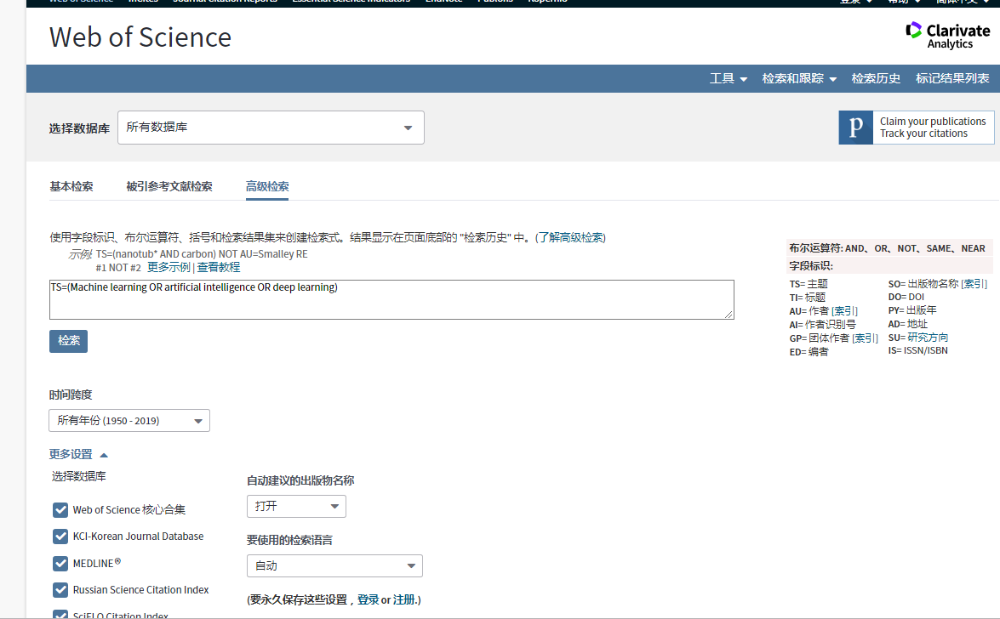 Web of Science InCites Journal Citation Reports Essential Science Indicators EndNote Publons Kopernio 登录 帮助 简体中文
Web of Science
Clarivate
Analytics
工具 检索和跟踪 检索历史 标记结果列表
选择数据库 所有数据库
p Claim your publications
Track your citations
基本检索 被引参考文献检索 高级检索
使用字段标识、布尔运算符、括号和检索结果集来创建检索式。结果显示在页面底部的 "检索历史" 中。(了解高级检索)
示例: TS=(nanotub* AND carbon) NOT AU=Smalley RE
#1 NOT #2 更多示例 | 查看教程
TS=(Machine learning OR artificial intelligence OR deep learning)
检索
布尔运算符: AND、OR、NOT、SAME、NEAR
字段标识:
TS= 主题
TI= 标题
AU= 作者 [索引]
AI= 作者识别号
GP= 团体作者 [索引]
ED= 编者
SO= 出版物名称 [索引]
DO= DOI
PY= 出版年
AD= 地址
SU= 研究方向
IS= ISSN/ISBN
时间跨度
所有年份 (1950 - 2019)
更多设置
选择数据库
Web of Science 核心合集
KCI-Korean Journal Database
MEDLINE®
Russian Science Citation Index
SciELO Citation Index
自动建议的出版物名称
打开
要使用的检索语言
自动
(要永久保存这些设置，登录 or 注册.)